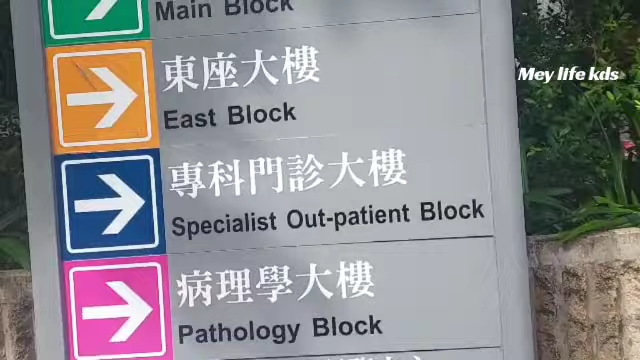 Main Block
東座大樓
East Block
Mey life kds
專科門診大樓
Specialist Out-patient Block
病理學大樓
Pathology Block